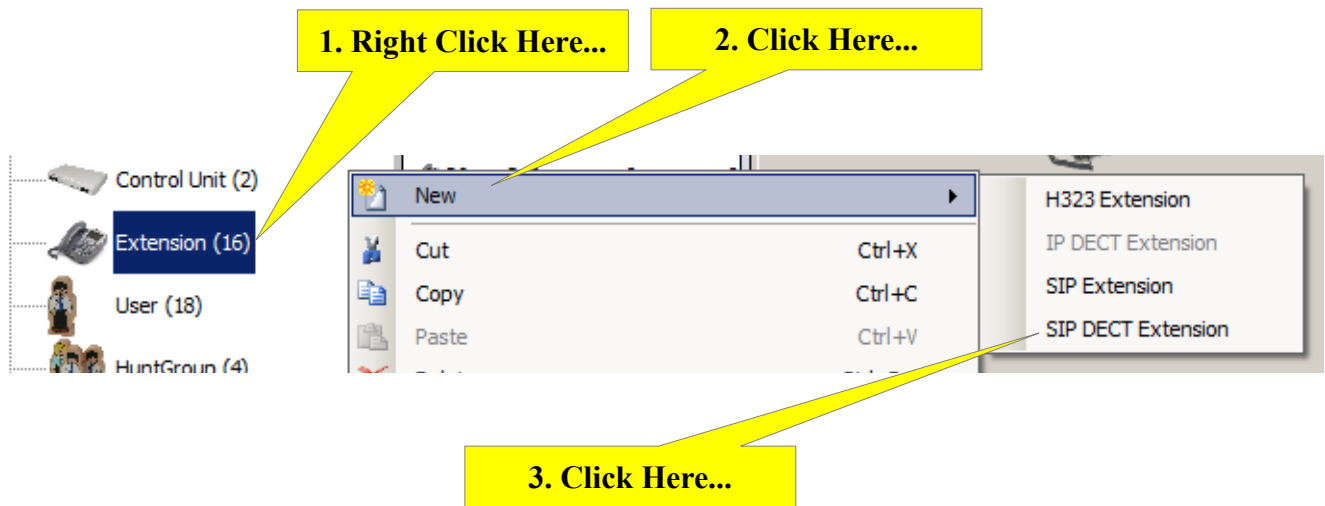 1. Right Click Here...
2. Click Here...
Control Unit (2)
Extension (16)
User (18)
HuntGroup (4)
New
Cut Ctrl+X
Copy Ctrl+C
Paste Ctrl+V
H323 Extension
IP DECT Extension
SIP Extension
SIP DECT Extension
3. Click Here...